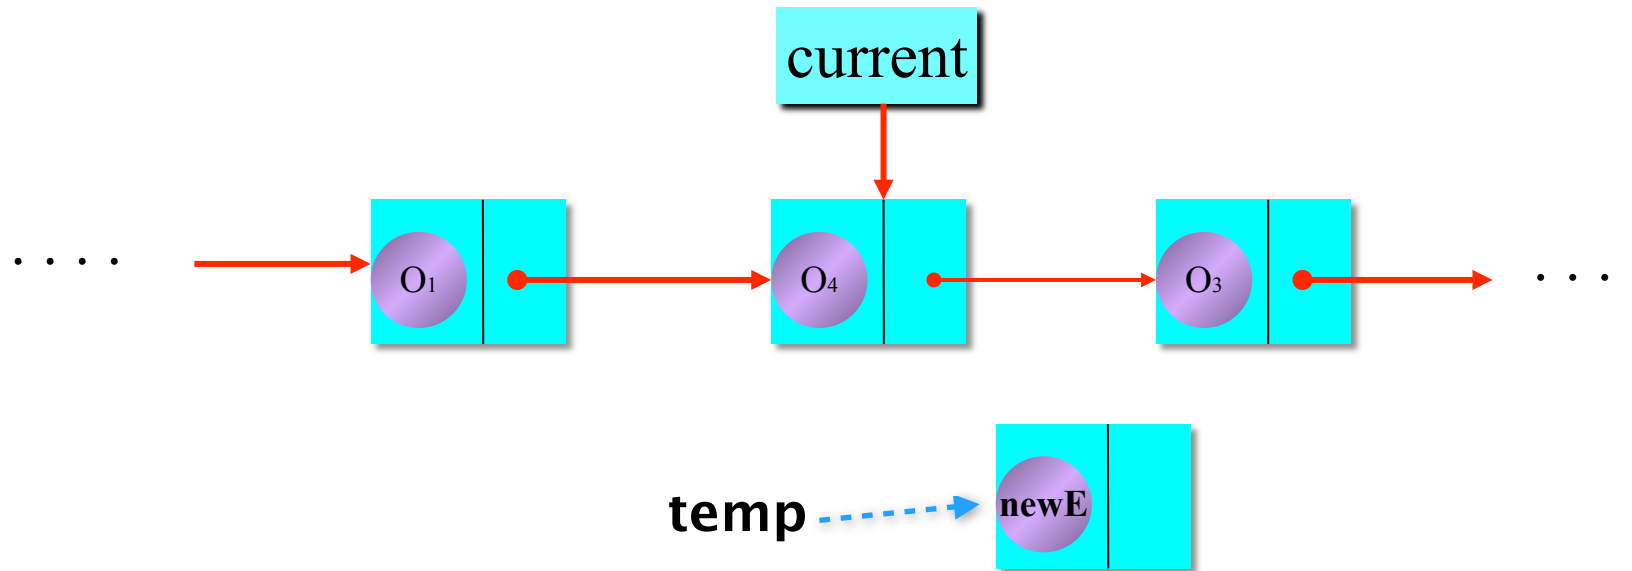 current
. . . . O₁ O₄ O₃ . . .
temp newE